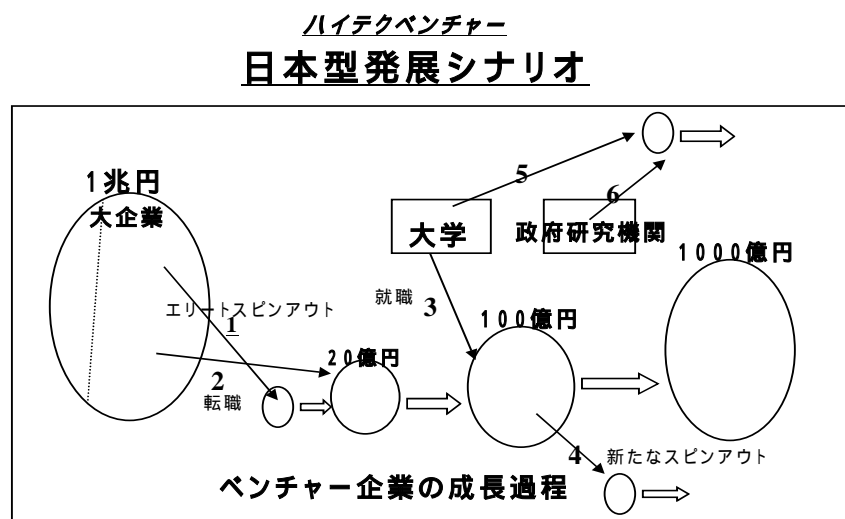 ハイテクベンチャー
日本型発展シナリオ
5
1兆円
6
大企業
大学
政府研究機関
1000億円
就職
3
エリートスピンアウト
100億円
1
20億円
2
転職
4
新たなスピンアウト
ベンチャー企業の成長過程